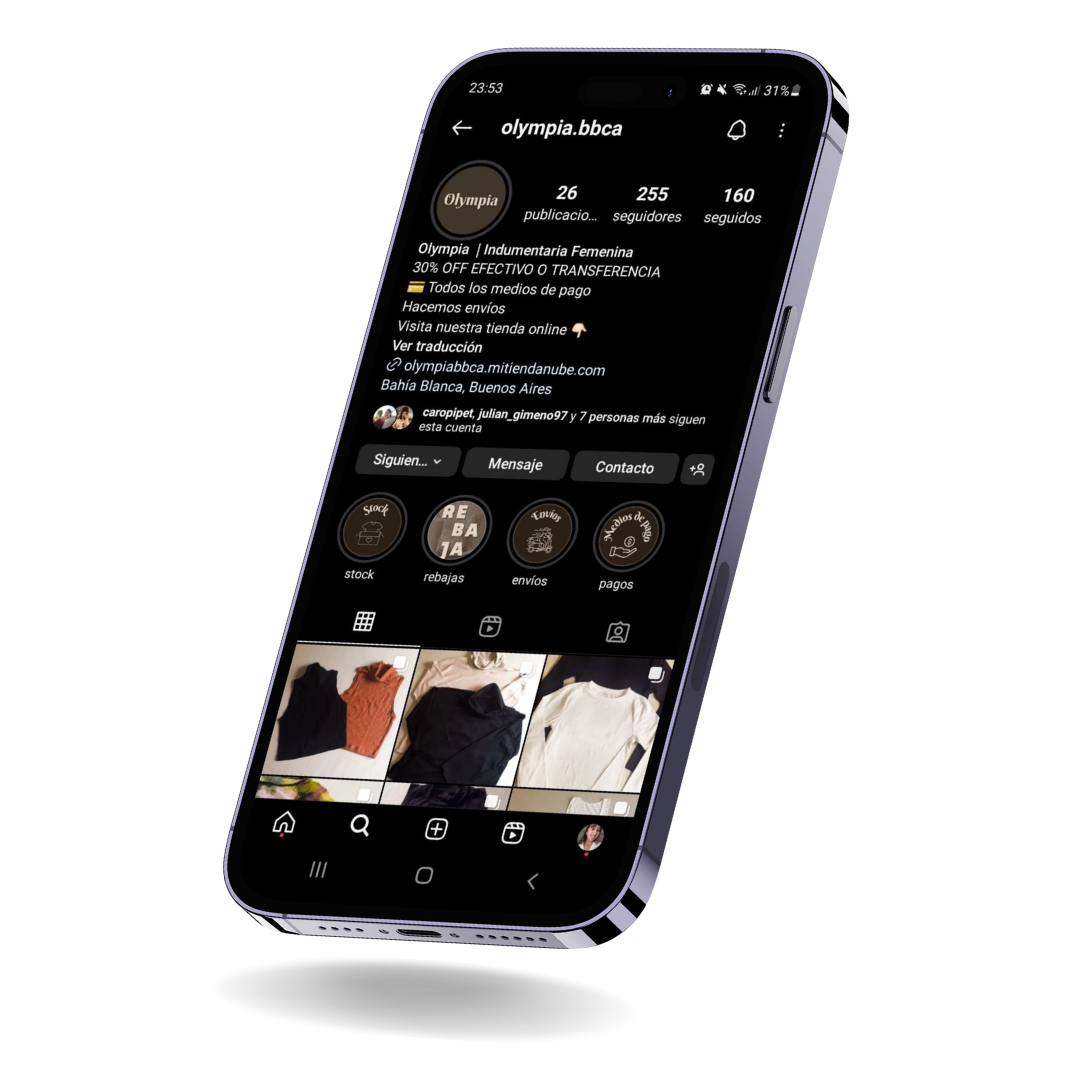 23:53
31%
olympia.bbca
Olympia
26
255
160
publicacio...
seguidores
seguidos
Olympia | Indumentaria Femenina
30% OFF EFECTIVO O TRANSFERENCIA
💳 Todos los medios de pago
Hacemos envíos
Visita nuestra tienda online 👇🏻
Ver traducción
olympiabbca.mitiendanube.com
Bahía Blanca, Buenos Aires
caropipet, julian_gimeno97 y 7 personas más siguen
esta cuenta
Siguien...
Mensaje
Contacto
Stock
RE
BA
JA
Envíos
Medios de pago
stock
rebajas
envíos
pagos